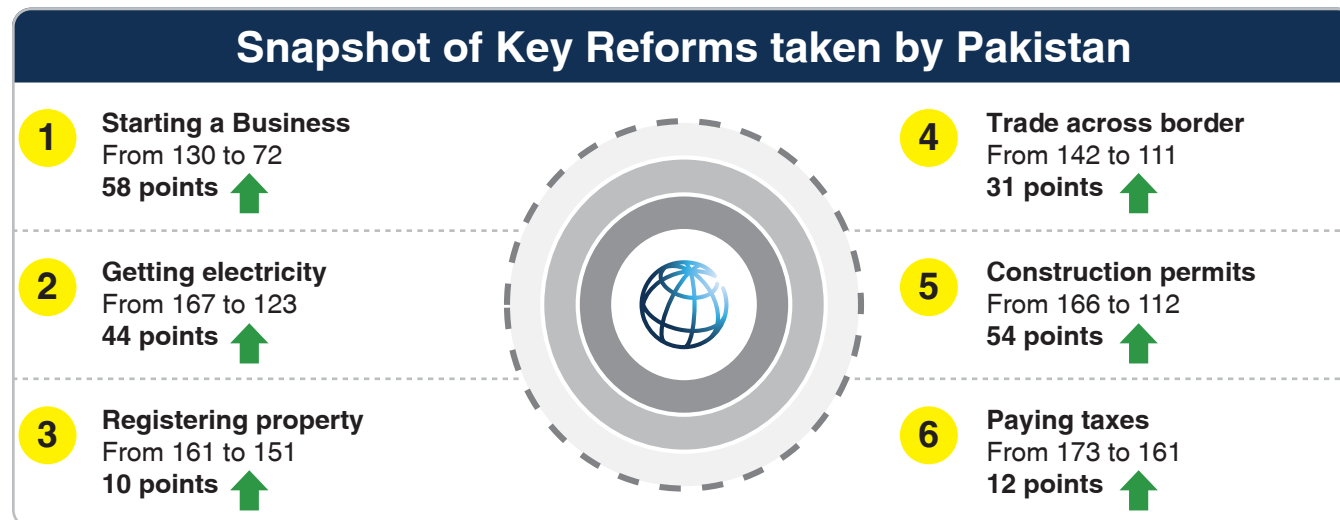 Snapshot of Key Reforms taken by Pakistan
1
Starting a Business
From 130 to 72
58 points
2
Getting electricity
From 167 to 123
44 points
3
Registering property
From 161 to 151
10 points
4
Trade across border
From 142 to 111
31 points
5
Construction permits
From 166 to 112
54 points
6
Paying taxes
From 173 to 161
12 points